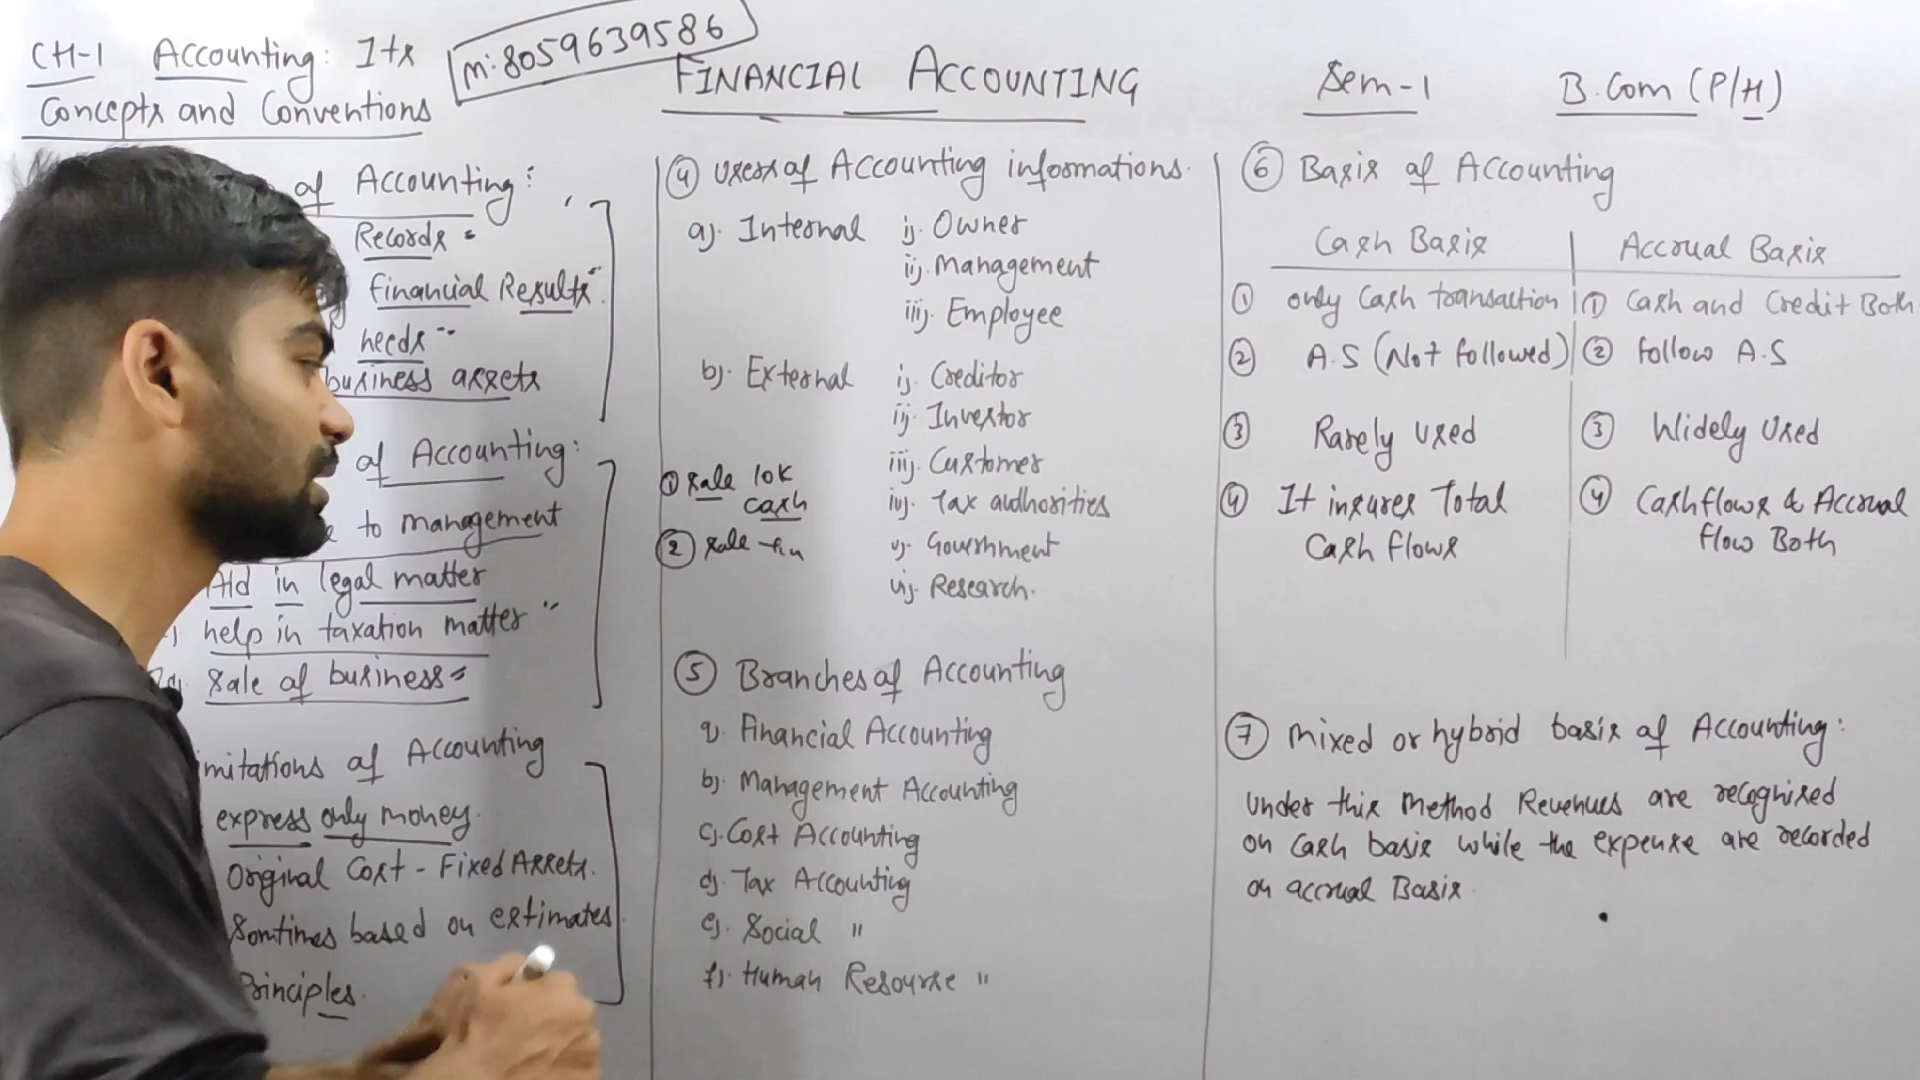 CH-1 Accounting: Its
Concepts and Conventions
m:8059639586
FINANCIAL ACCOUNTING
Sem-1
B.Com (P/H)
of Accounting:
Records
financial Results
needs
business assets
of Accounting:
to management
Aid in legal matter
help in taxation matter
Sale of business
mitations of Accounting
express only money.
Original Cost - Fixed Assets.
Somtimes based on estimates
Principles.
④ Users of Accounting informations.
a). Internal i). Owner
ii). Management
iii). Employee
b). External i). Creditor
ii). Investor
iii). Customer
iv). Tax authorities
v). Government
vi). Research.
① Sale 10K
cash
② Sale
⑤ Branches of Accounting
a). Financial Accounting
b). Management Accounting
c). Cost Accounting
d). Tax Accounting
e). Social "
f). Human Resourse "
⑥ Basis of Accounting
Cash Basis | Accrual Basis
① only Cash transaction | ① Cash and Credit Both
② A.S (Not followed) | ② follow A.S
③ Rarely Used ③ Widely Used
④ It insures Total ④ Cashflows & Accrual
Cash flows flow Both
⑦ Mixed or hybrid basis of Accounting:
Under this Method Revenues are recognised
on cash basis while the expense are recorded
on accrual Basis.